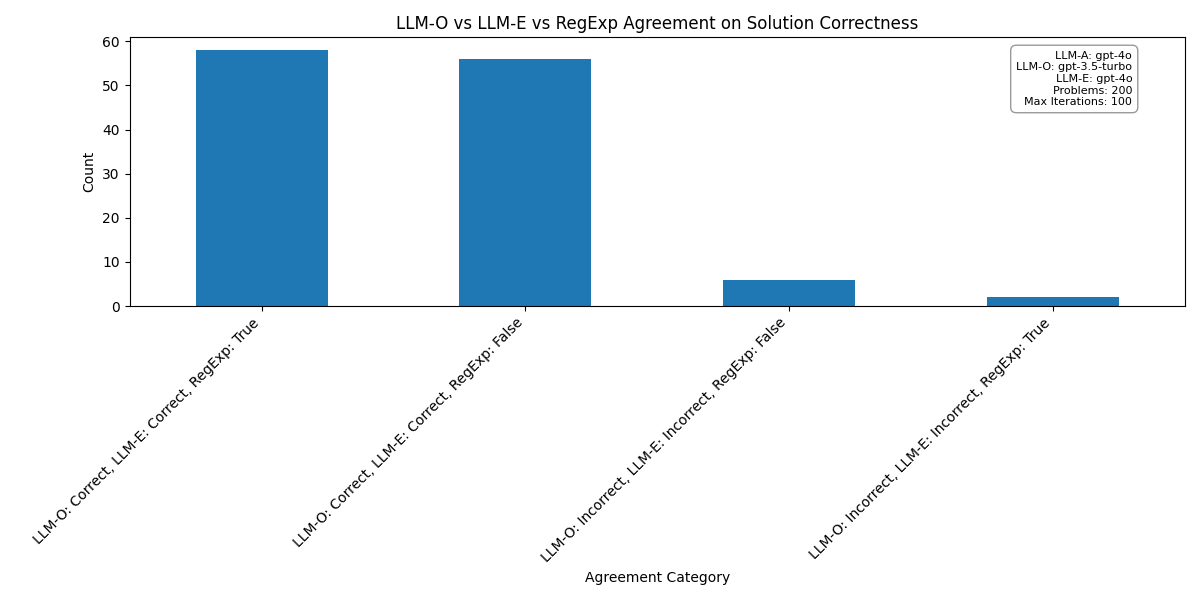 LLM-O vs LLM-E vs RegExp Agreement on Solution Correctness
60
50
40
30
20
10
0
Count
LLM-A: gpt-4o
LLM-O: gpt-3.5-turbo
LLM-E: gpt-4o
Problems: 200
Max Iterations: 100
LLM-O: Correct, LLM-E: Correct, RegExp: True
LLM-O: Correct, LLM-E: Correct, RegExp: False
LLM-O: Incorrect, LLM-E: Incorrect, RegExp: False
LLM-O: Incorrect, LLM-E: Incorrect, RegExp: True
Agreement Category